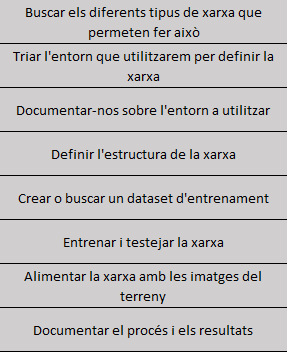 Buscar els diferents tipus de xarxa que
permeten fer això
Triar l'entorn que utilitzarem per definir la
xarxa
Documentar-nos sobre l'entorn a utilitzar
Definir l'estructura de la xarxa
Crear o buscar un dataset d'entrenament
Entrenar i testejar la xarxa
Alimentar la xarxa amb les imatges del
terreny
Documentar el procés i els resultats